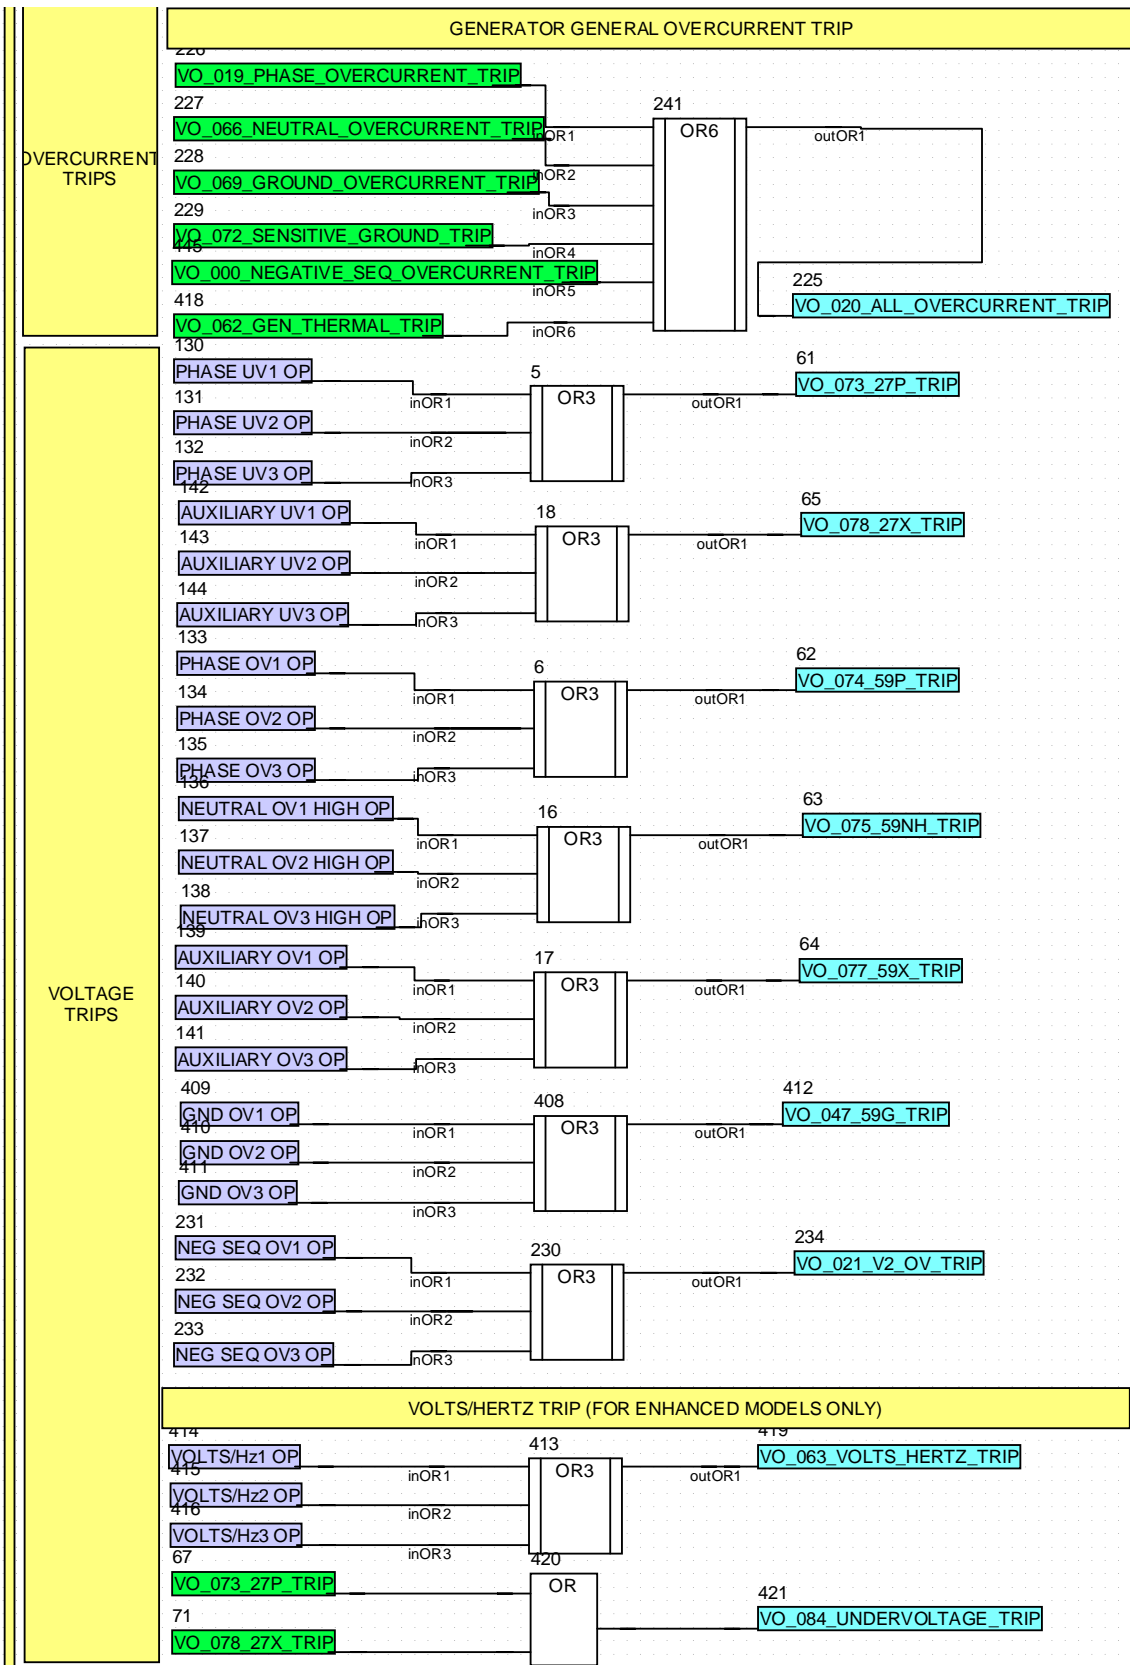 GENERATOR GENERAL OVERCURRENT TRIP
OVERCURRENT
TRIPS
226
VO_019_PHASE_OVERCURRENT_TRIP
227
VO_066_NEUTRAL_OVERCURRENT_TRIP
228
VO_069_GROUND_OVERCURRENT_TRIP
229
VO_072_SENSITIVE_GROUND_TRIP
445
VO_000_NEGATIVE_SEQ_OVERCURRENT_TRIP
418
VO_062_GEN_THERMAL_TRIP
inOR1
inOR2
inOR3
inOR4
inOR5
inOR6
241
OR6
outOR1
225
VO_020_ALL_OVERCURRENT_TRIP
VOLTAGE
TRIPS
130
PHASE UV1 OP
131
PHASE UV2 OP
132
PHASE UV3 OP
inOR1
inOR2
inOR3
5
OR3
outOR1
61
VO_073_27P_TRIP
142
AUXILIARY UV1 OP
143
AUXILIARY UV2 OP
144
AUXILIARY UV3 OP
inOR1
inOR2
inOR3
18
OR3
outOR1
65
VO_078_27X_TRIP
133
PHASE OV1 OP
134
PHASE OV2 OP
135
PHASE OV3 OP
inOR1
inOR2
inOR3
6
OR3
outOR1
62
VO_074_59P_TRIP
136
NEUTRAL OV1 HIGH OP
137
NEUTRAL OV2 HIGH OP
138
NEUTRAL OV3 HIGH OP
inOR1
inOR2
inOR3
16
OR3
outOR1
63
VO_075_59NH_TRIP
139
AUXILIARY OV1 OP
140
AUXILIARY OV2 OP
141
AUXILIARY OV3 OP
inOR1
inOR2
inOR3
17
OR3
outOR1
64
VO_077_59X_TRIP
409
GND OV1 OP
410
GND OV2 OP
411
GND OV3 OP
inOR1
inOR2
inOR3
408
OR3
outOR1
412
VO_047_59G_TRIP
231
NEG SEQ OV1 OP
232
NEG SEQ OV2 OP
233
NEG SEQ OV3 OP
inOR1
inOR2
inOR3
230
OR3
outOR1
234
VO_021_V2_OV_TRIP
VOLTS/HERTZ TRIP (FOR ENHANCED MODELS ONLY)
414
VOLTS/Hz1 OP
415
VOLTS/Hz2 OP
416
VOLTS/Hz3 OP
inOR1
inOR2
inOR3
413
OR3
outOR1
419
VO_063_VOLTS_HERTZ_TRIP
67
VO_073_27P_TRIP
71
VO_078_27X_TRIP
420
OR
421
VO_084_UNDERVOLTAGE_TRIP